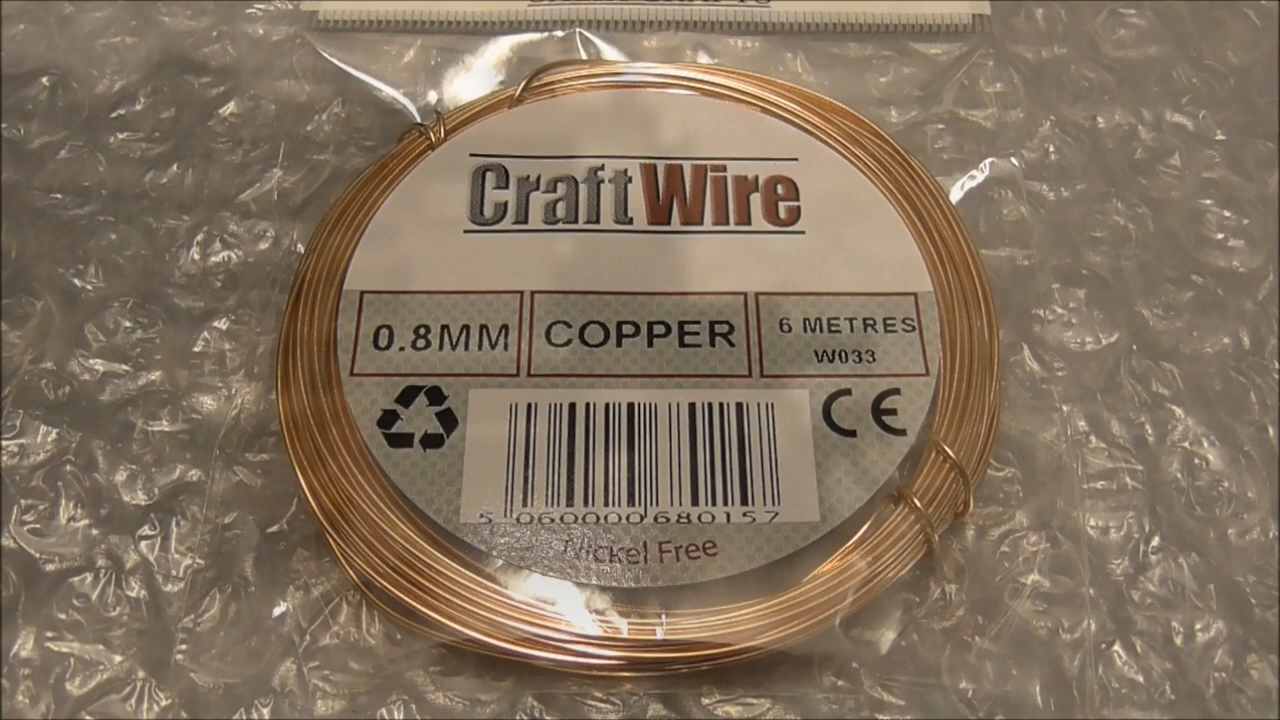 CraftWire
0.8MM
COPPER
6 METRES
W033
CE
5 060000 680157
Nickel Free